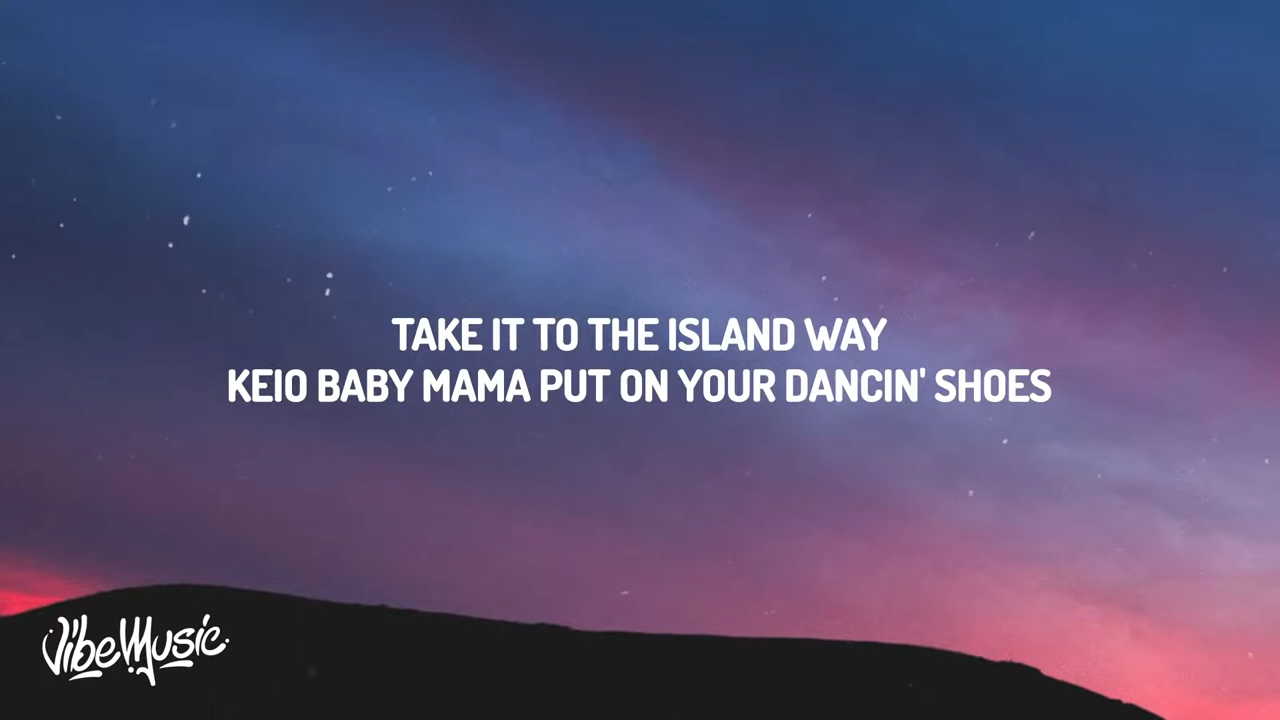 TAKE IT TO THE ISLAND WAY
KEIO BABY MAMA PUT ON YOUR DANCIN' SHOES
VibeMusic